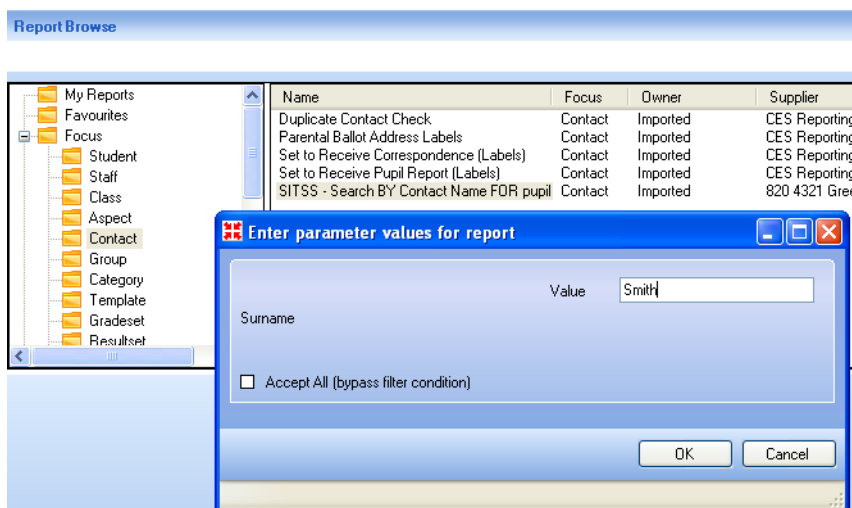 Report Browse
My Reports
Favourites
Focus
Student
Staff
Class
Aspect
Contact
Group
Category
Template
Gradeset
Resultset
Name Focus Owner Supplier
Duplicate Contact Check Contact Imported CES Reporting
Parental Ballot Address Labels Contact Imported CES Reporting
Set to Receive Correspondence (Labels) Contact Imported CES Reporting
Set to Receive Pupil Report (Labels) Contact Imported CES Reporting
SITSS - Search BY Contact Name FOR pupil Contact Imported 820 4321 Gree
Enter parameter values for report
Value Smith
Surname
Accept All (bypass filter condition)
OK Cancel